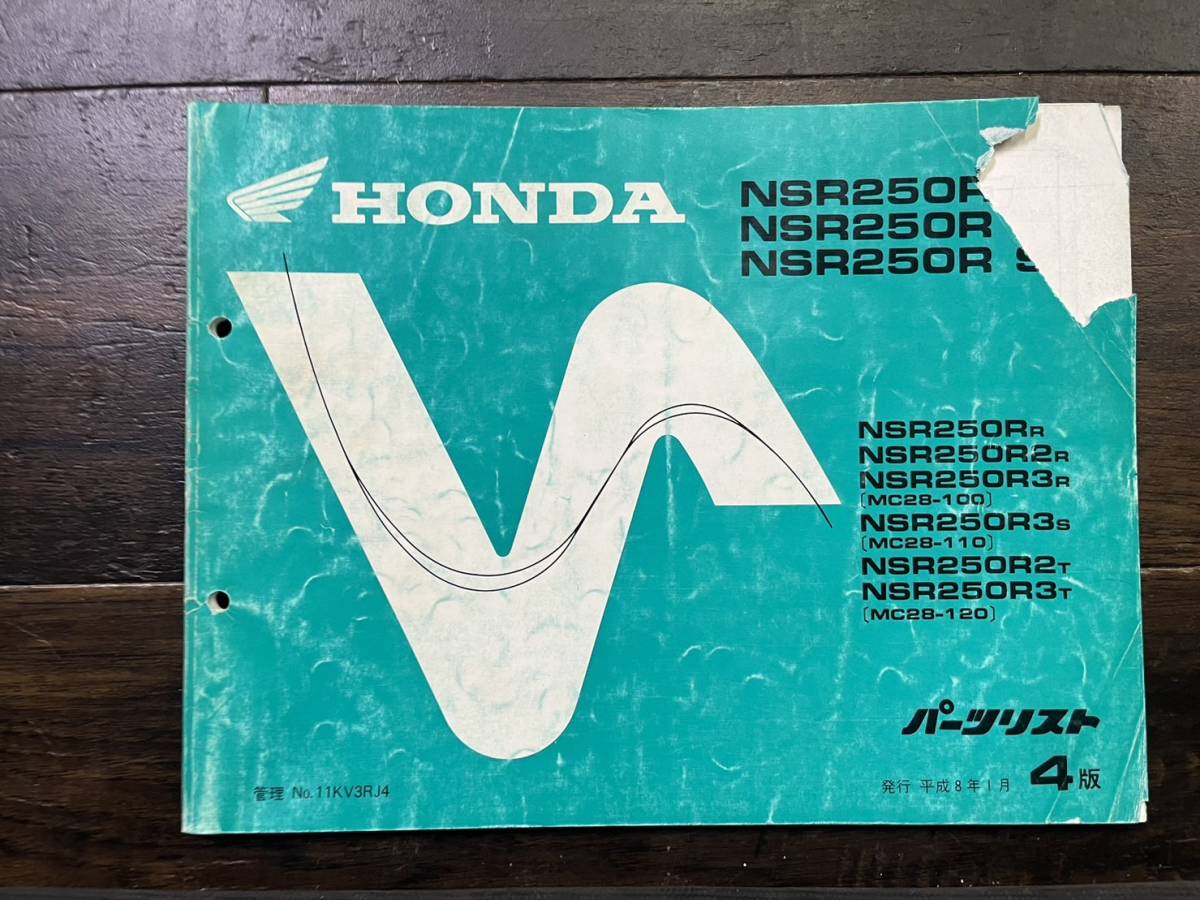 HONDA
NSR250R
NSR250R
NSR250R S
NSR250RR
NSR250R2R
NSR250R3R
(MC28-100)
NSR250R3S
(MC28-110)
NSR250R2T
NSR250R3T
(MC28-120)
パーツリスト
管理 No. 11KV3RJ4
発行 平成8年1月 4版